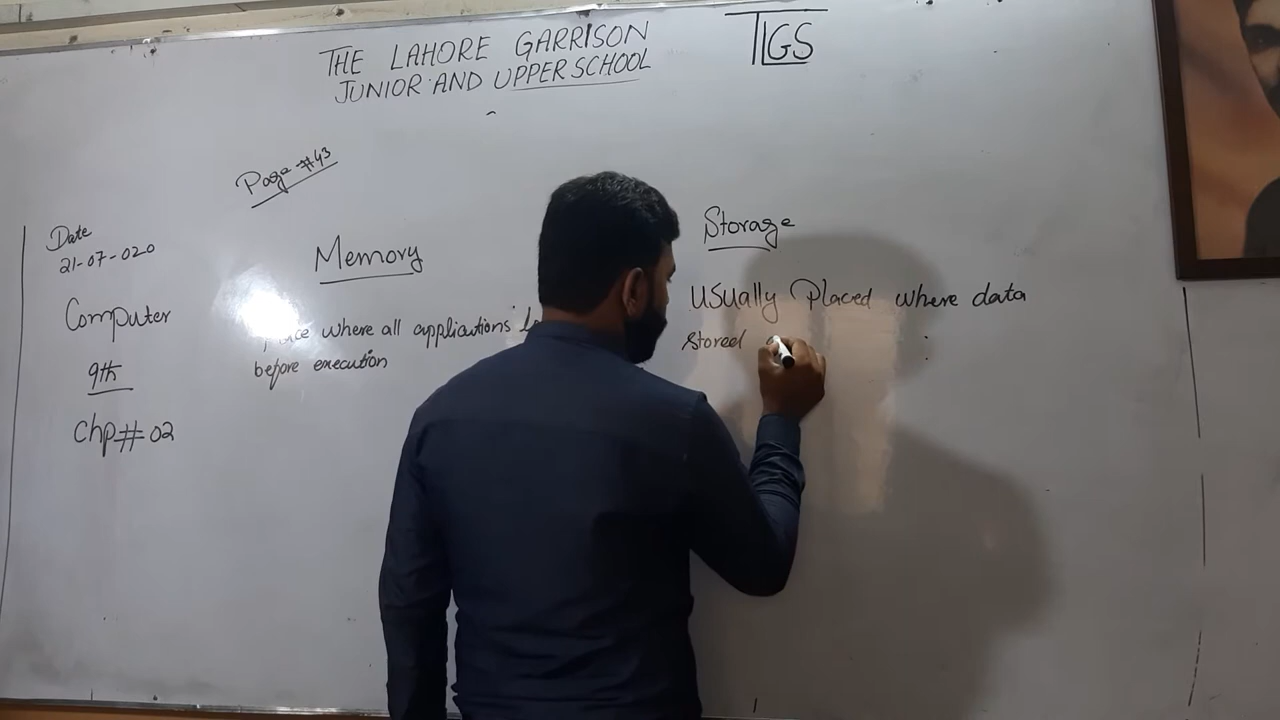 THE LAHORE GARRISON
JUNIOR AND UPPER SCHOOL
TLGS
Page #43
Date
21-07-020
Computer
9th
Chp# 02
Memory
where all applications
before execution
Storage
Usually Placed where data
stored